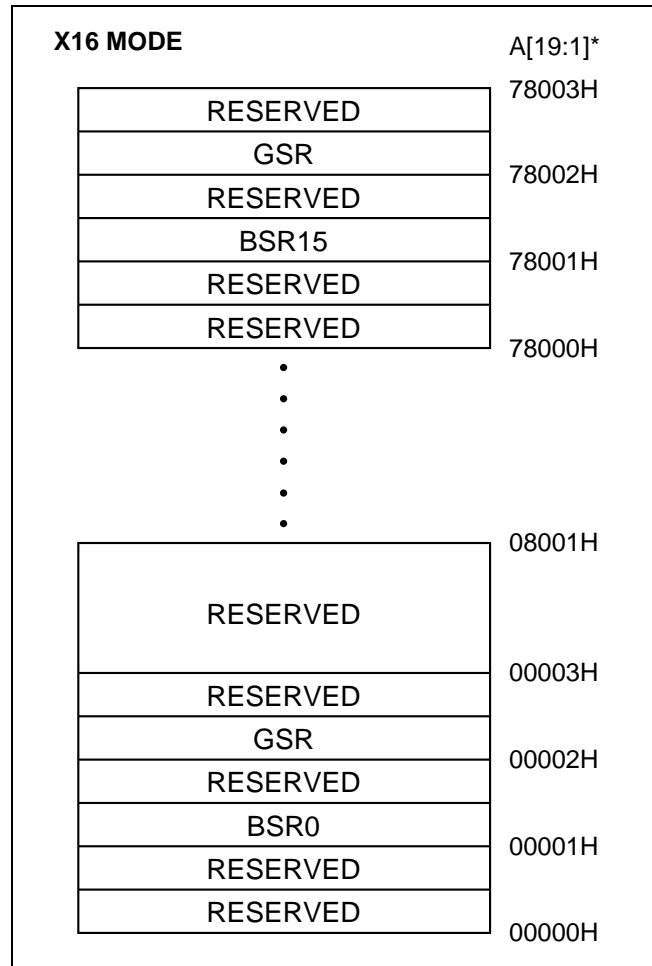 X16 MODE
A[19:1]*
78003H
RESERVED
GSR
78002H
RESERVED
BSR15
78001H
RESERVED
RESERVED
78000H
08001H
RESERVED
00003H
RESERVED
GSR
00002H
RESERVED
BSR0
00001H
RESERVED
RESERVED
00000H